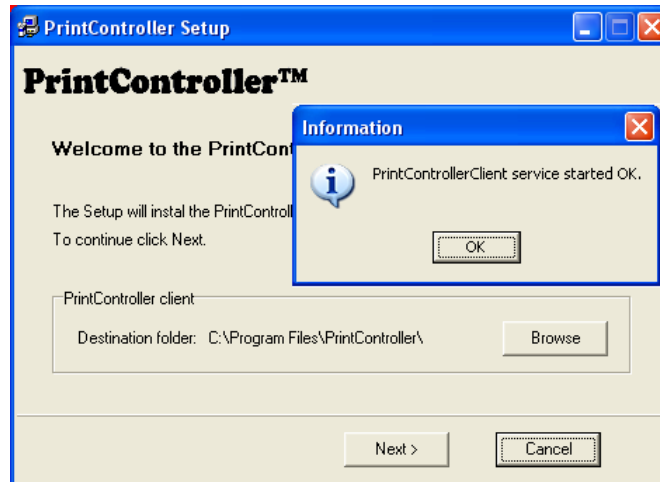 PrintController Setup
PrintController™
Information
Welcome to the PrintCont
PrintControllerClient service started OK.
The Setup will instal the PrintControll
To continue click Next.
OK
PrintController client
Destination folder: C:\Program Files\PrintController\
Browse
Next >
Cancel